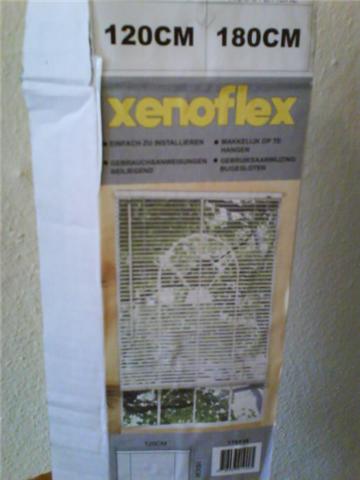 120CM 180CM
xenoflex
EINFACH ZU INSTALLIEREN
GEBRAUCHSANWEISUNGEN
BEILIEGEND
MAKKELIJK OP TE
HANGEN
GEBRUIKSAANWIJZING
BIJGESLOTEN
120CM